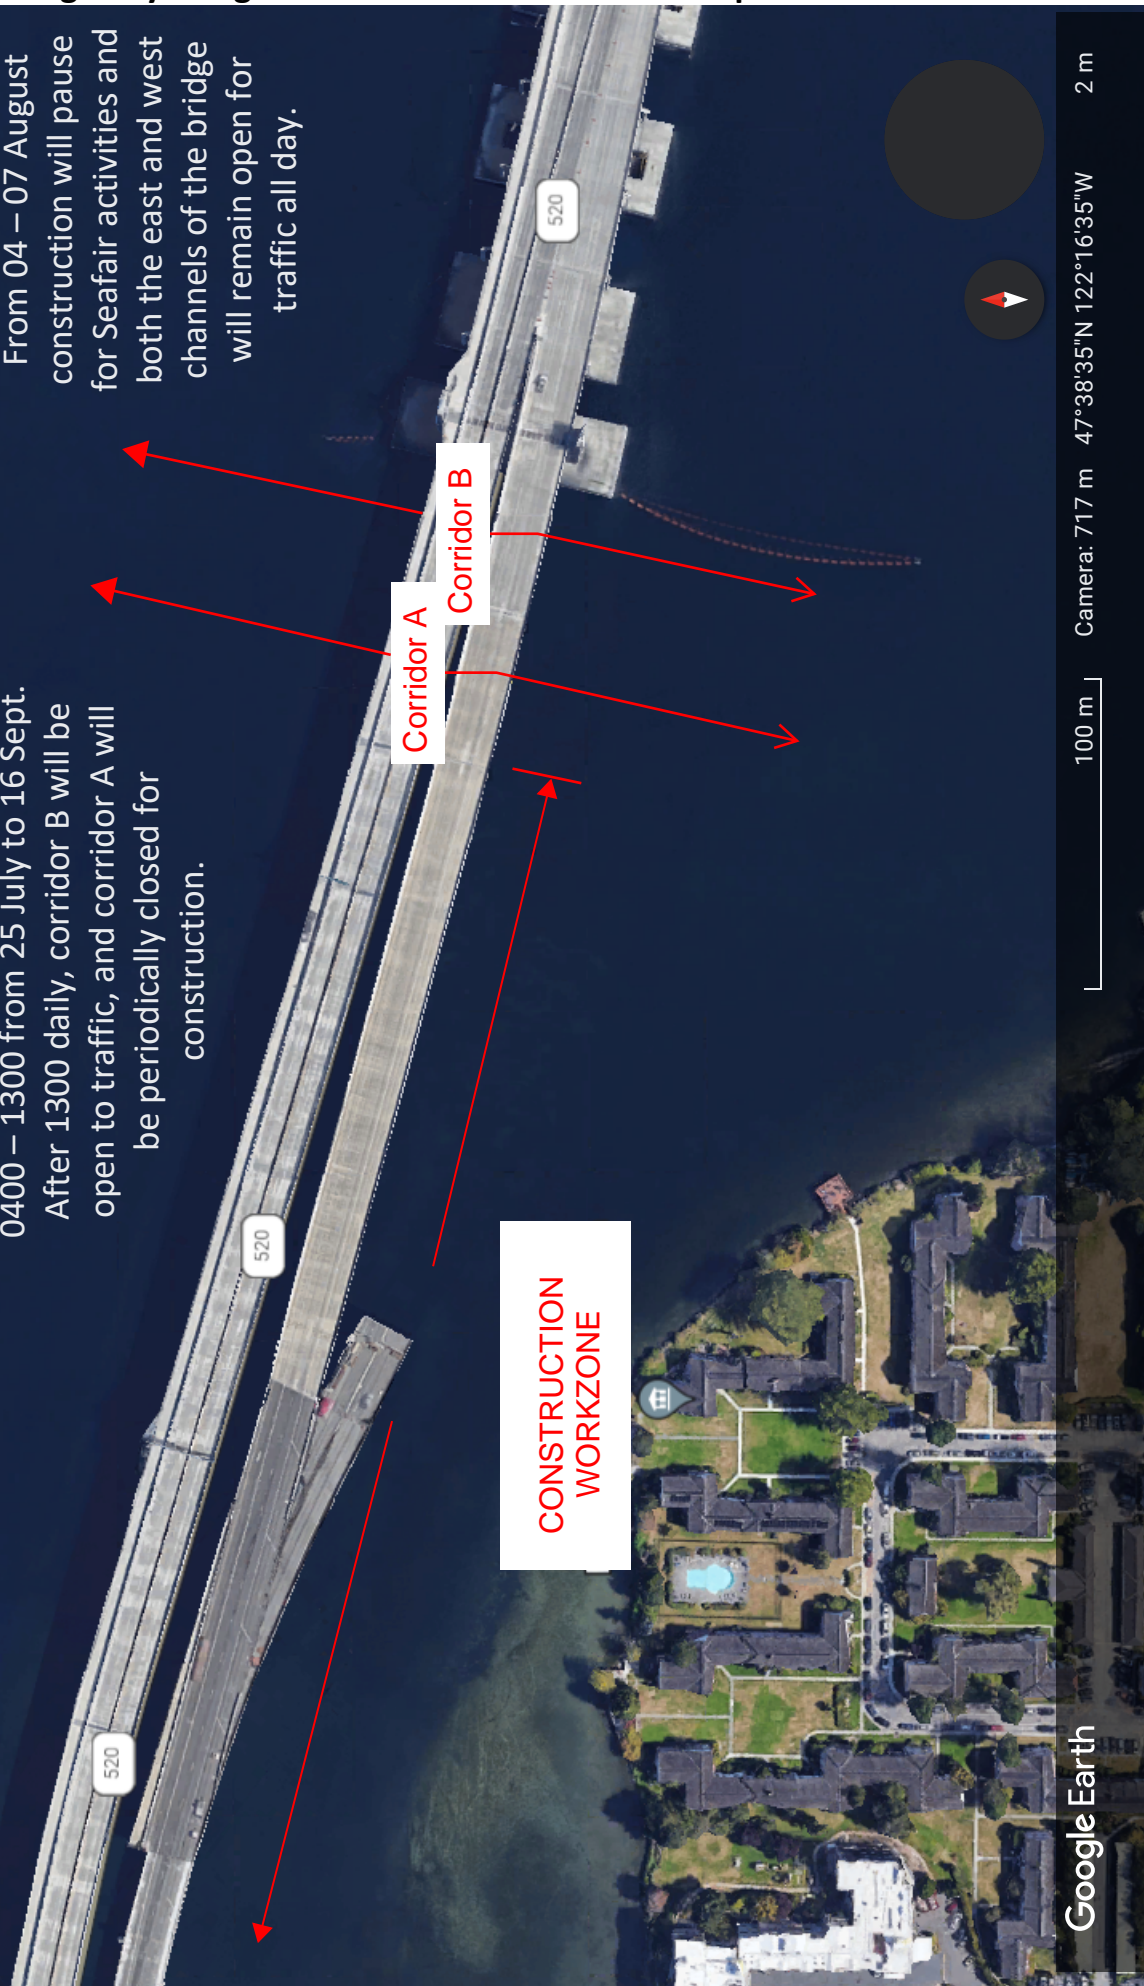 0400 – 1300 from 25 July to 16 Sept.
After 1300 daily, corridor B will be
open to traffic, and corridor A will
be periodically closed for
construction.
From 04 – 07 August
construction will pause
for Seafair activities and
both the east and west
channels of the bridge
will remain open for
traffic all day.
Corridor A
Corridor B
520
520
520
CONSTRUCTION
WORKZONE
Google Earth
100 m
Camera: 717 m 47°38'35"N 122°16'35"W 2 m